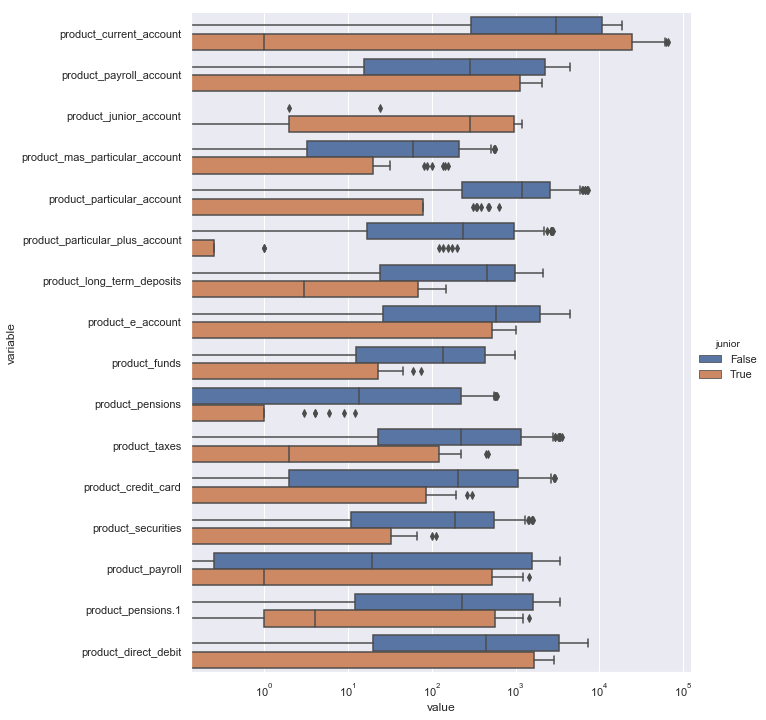 product_current_account
product_payroll_account
product_junior_account
product_mas_particular_account
product_particular_account
product_particular_plus_account
product_long_term_deposits
product_e_account
product_funds
product_pensions
product_taxes
product_credit_card
product_securities
product_payroll
product_pensions.1
product_direct_debit
variable
junior
False
True
10⁰ 10¹ 10² 10³ 10⁴ 10⁵
value